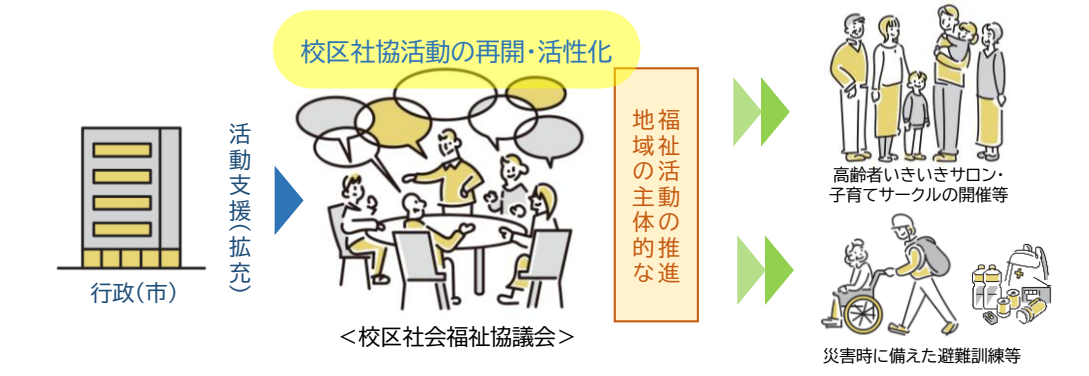 校区社協活動の再開・活性化
行政(市)
活動支援(拡充)
＜校区社会福祉協議会＞
地域の主体的な
福祉活動の推進
高齢者いきいきサロン・
子育てサークルの開催等
災害時に備えた避難訓練等